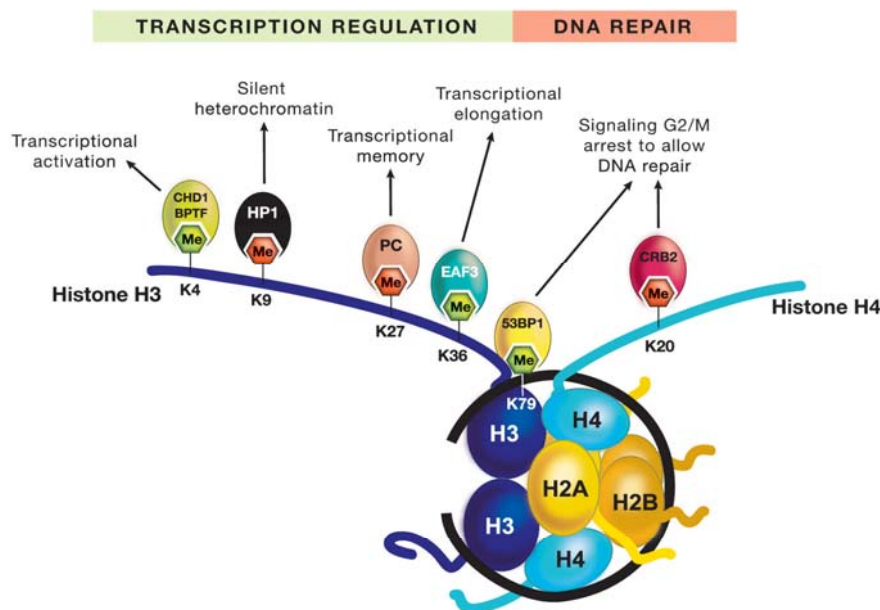 TRANSCRIPTION REGULATION
DNA REPAIR
Silent
heterochromatin
Transcriptional
elongation
Transcriptional
activation
Transcriptional
memory
Signaling G2/M
arrest to allow
DNA repair
CHD1
BPTF
HP1
PC
EAF3
53BP1
CRB2
Me
Me
Me
Me
Me
Me
Histone H3
K4
K9
K27
K36
K79
K20
Histone H4
H3
H4
H2A
H2B
H3
H4